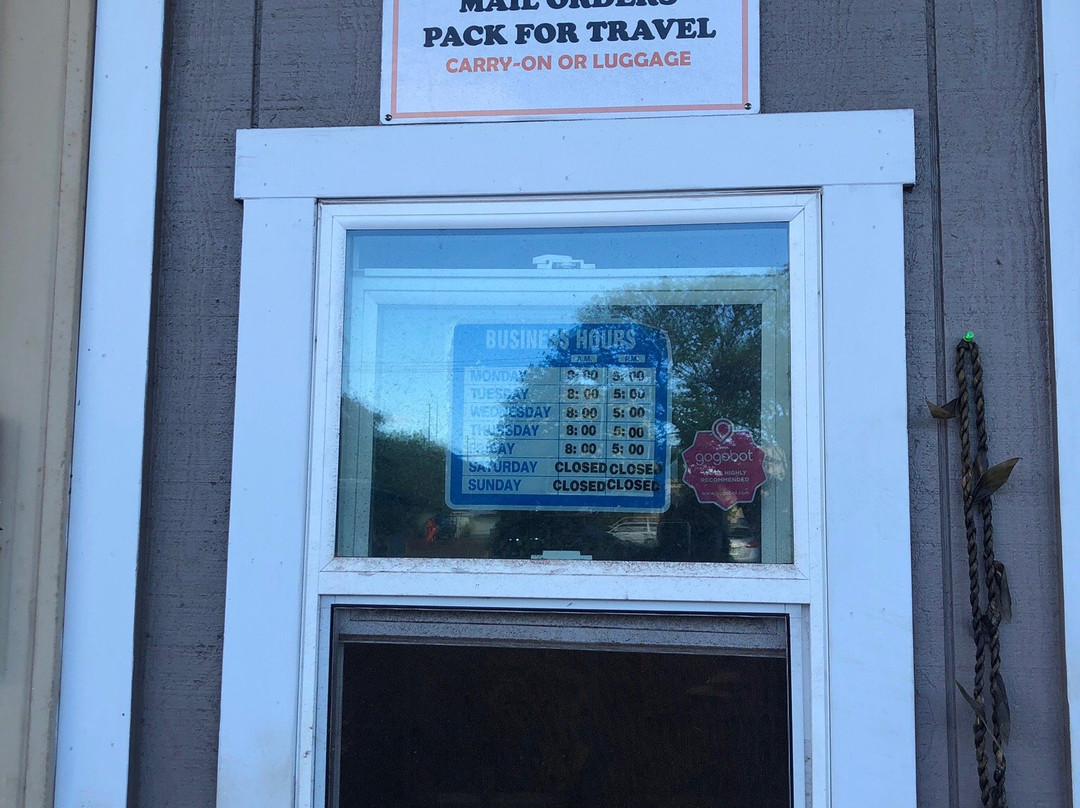 MAIL ORDERS
PACK FOR TRAVEL
CARRY-ON OR LUGGAGE
BUSINESS HOURS
A.M. P.M.
MONDAY 8:00 5:00
TUESDAY 8:00 5:00
WEDNESDAY 8:00 5:00
THURSDAY 8:00 5:00
FRIDAY 8:00 5:00
SATURDAY CLOSED CLOSED
SUNDAY CLOSED CLOSED
gogobot
HIGHLY
RECOMMENDED